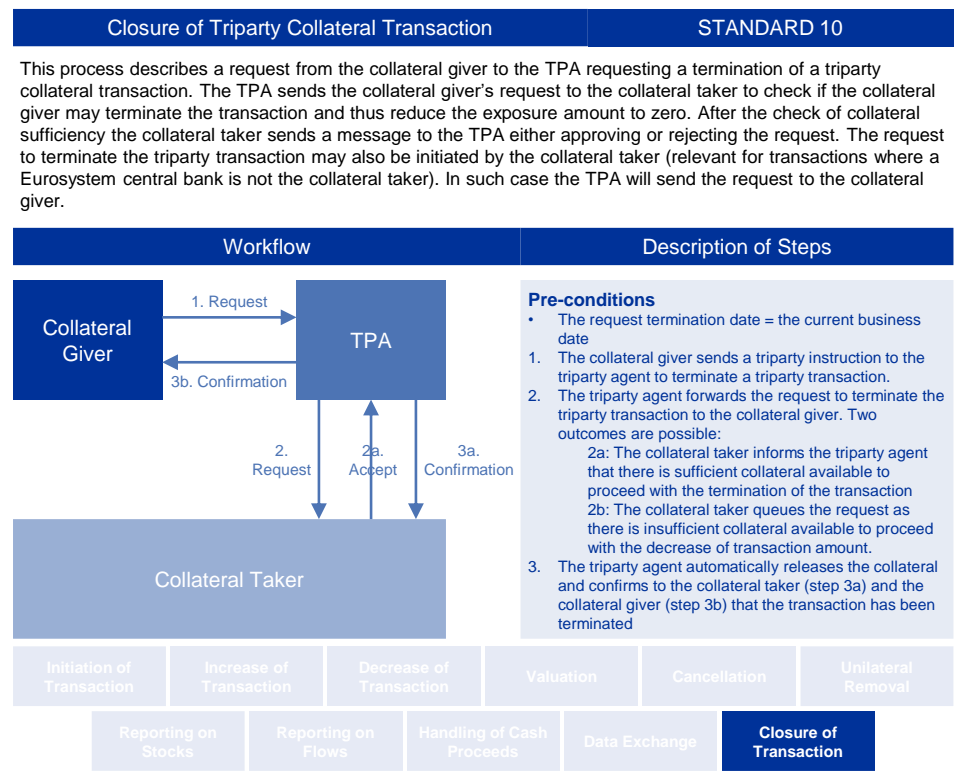 Closure of Triparty Collateral Transaction
STANDARD 10
This process describes a request from the collateral giver to the TPA requesting a termination of a triparty
collateral transaction. The TPA sends the collateral giver's request to the collateral taker to check if the collateral
giver may terminate the transaction and thus reduce the exposure amount to zero. After the check of collateral
sufficiency the collateral taker sends a message to the TPA either approving or rejecting the request. The request
to terminate the triparty transaction may also be initiated by the collateral taker (relevant for transactions where a
Eurosystem central bank is not the collateral taker). In such case the TPA will send the request to the collateral
giver.
Workflow
Collateral
Giver
1. Request
3b. Confirmation
TPA
2.
Request
2a.
Accept
3a.
Confirmation
Collateral Taker
Description of Steps
Pre-conditions
• The request termination date = the current business
date
1. The collateral giver sends a triparty instruction to the
triparty agent to terminate a triparty transaction.
2. The triparty agent forwards the request to terminate the
triparty transaction to the collateral giver. Two
outcomes are possible:
2a: The collateral taker informs the triparty agent
that there is sufficient collateral available to
proceed with the termination of the transaction
2b: The collateral taker queues the request as
there is insufficient collateral available to proceed
with the decrease of transaction amount.
3. The triparty agent automatically releases the collateral
and confirms to the collateral taker (step 3a) and the
collateral giver (step 3b) that the transaction has been
terminated
Initiation of
Transaction
Increase of
Transaction
Decrease of
Transaction
Valuation
Cancellation
Unilateral
Removal
Reporting on
Stocks
Reporting on
Flows
Handling of Cash
Proceeds
Data Exchange
Closure of
Transaction